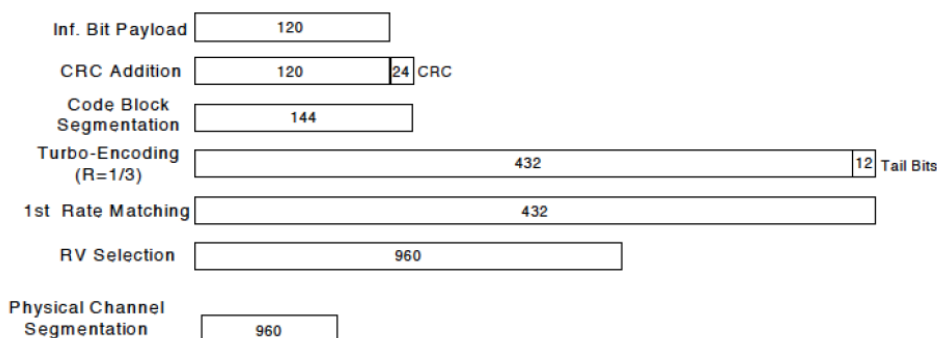 Inf. Bit Payload 120
CRC Addition 120 24 CRC
Code Block
Segmentation 144
Turbo-Encoding
(R=1/3) 432 12 Tail Bits
1st Rate Matching 432
RV Selection 960
Physical Channel
Segmentation 960